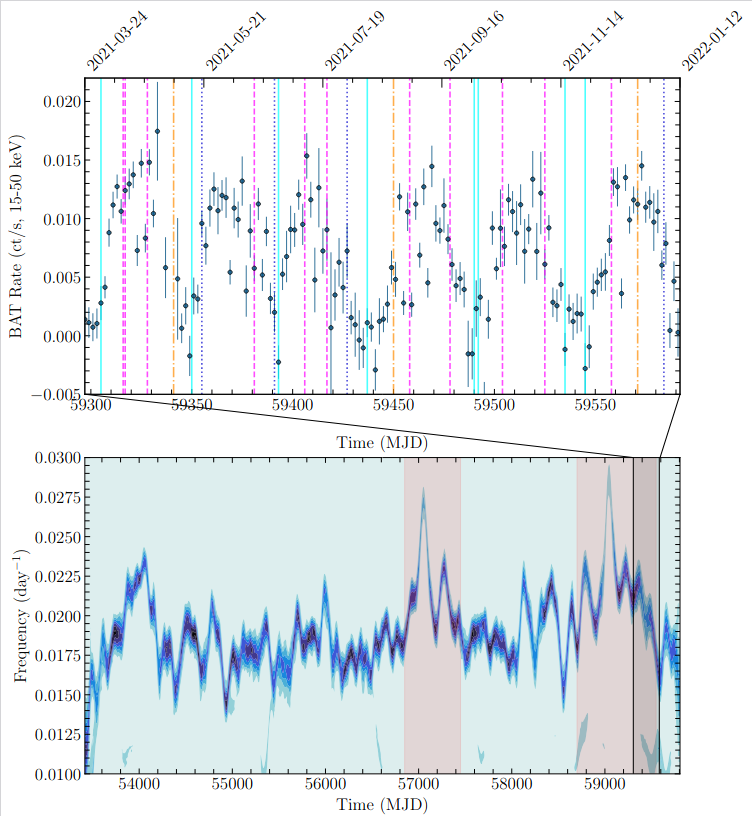 2021-03-24 2021-05-21 2021-07-19 2021-09-16 2021-11-14 2022-01-12
BAT Rate (ct/s, 15-50 keV)
0.020
0.015
0.010
0.005
0.000
−0.005
59300 59350 59400 59450 59500 59550
Time (MJD)
Frequency (day⁻¹)
0.0300
0.0275
0.0250
0.0225
0.0200
0.0175
0.0150
0.0125
0.0100
54000 55000 56000 57000 58000 59000
Time (MJD)